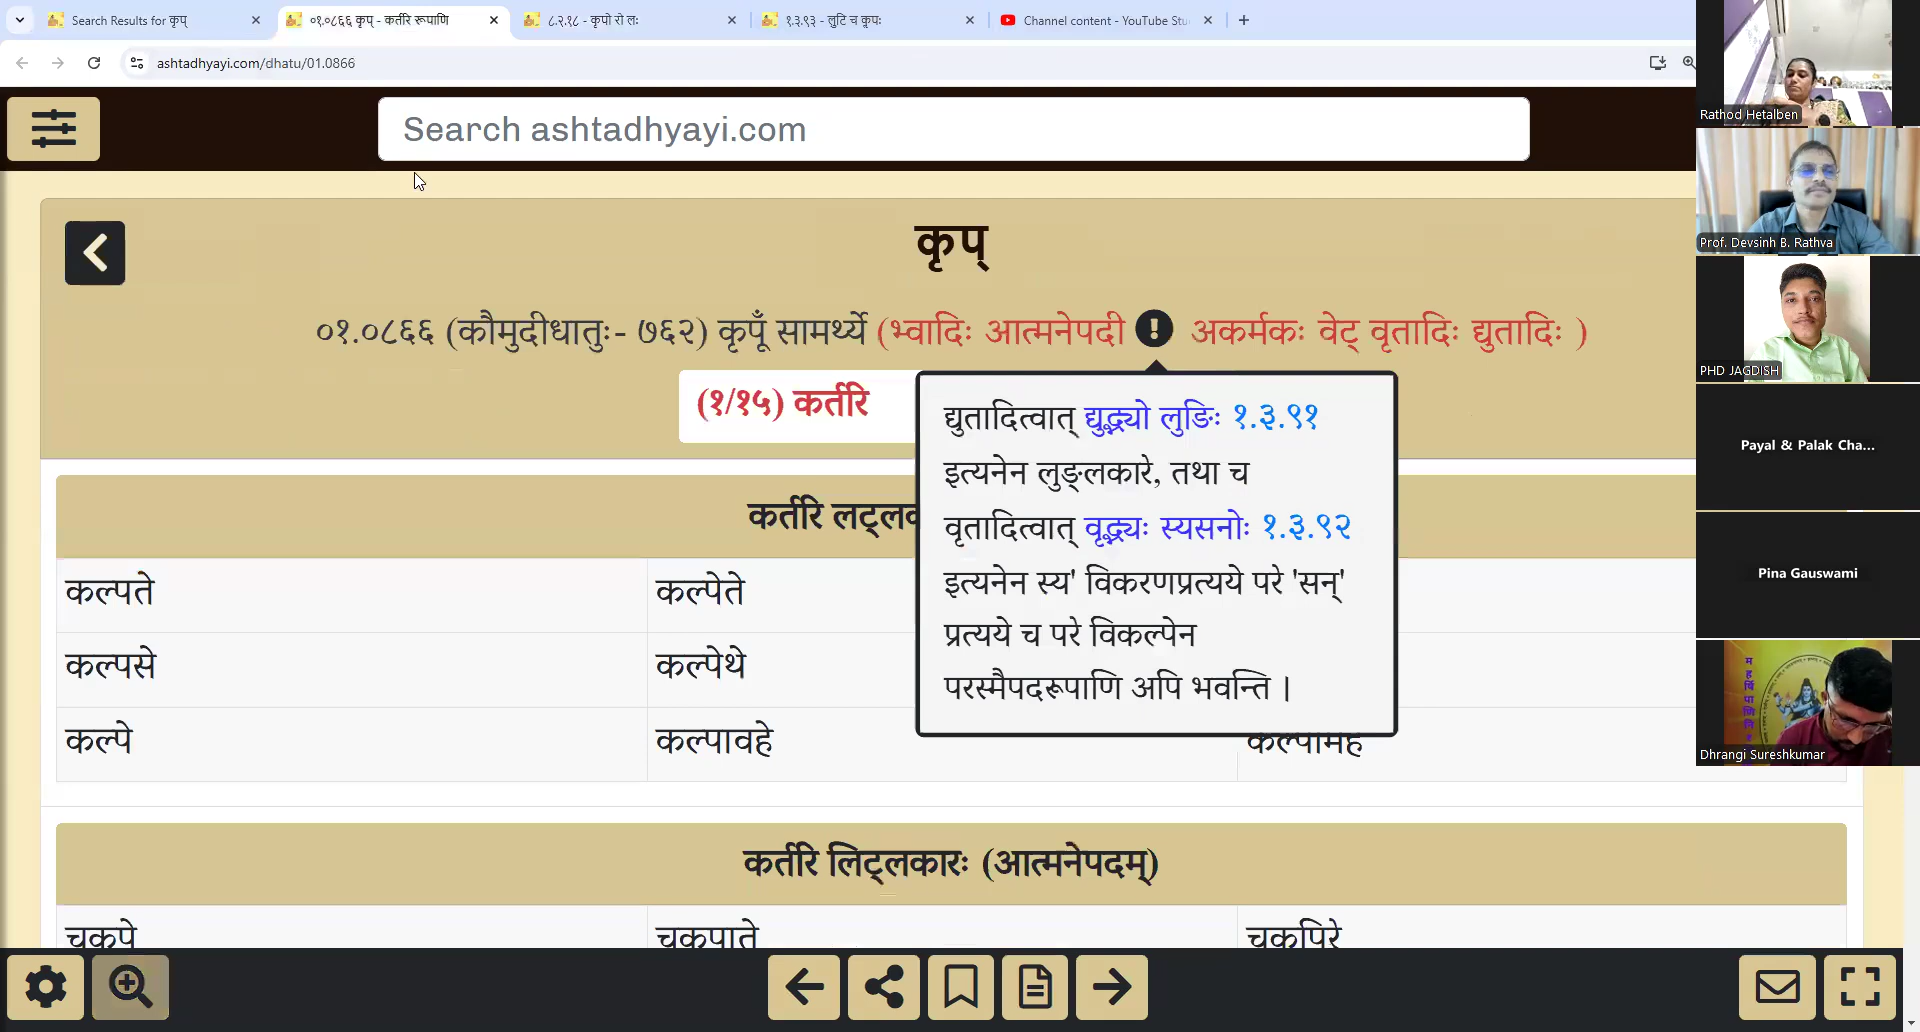 Search Results for कृप्
०१.०८६६ कृप् - कर्तरि रूपाणि
८.२.१८ - कृपो रो लः
१.३.९३ - लुटि च कॢपः
Channel content - YouTube Stu
ashtadhyayi.com/dhatu/01.0866
Search ashtadhyayi.com
कृप्
०१.०८६६ (कौमुदीधातुः- ७६२) कृपूँ सामर्थ्ये (भ्वादिः आत्मनेपदी अकर्मकः वेट् वृतादिः द्युतादिः )
(१/१५) कर्तरि
द्युतादित्वात् द्युद्भ्यो लुङिः १.३.९१
इत्यनेन लुङ्लकारे, तथा च
वृतादित्वात् वृद्भ्यः स्यसनोः १.३.९२
इत्यनेन स्य' विकरणप्रत्यये परे 'सन्'
प्रत्यये च परे विकल्पेन
परस्मैपदरूपाणि अपि भवन्ति ।
कर्तरि लट्लव
कल्पते कल्पेते
कल्पसे कल्पेथे
कल्पे कल्पावहे कल्पामहे
कर्तरि लिट्लकारः (आत्मनेपदम्)
चकृपे चकृपाते चकृपिरे
Rathod Hetalben
Prof. Devsinh B. Rathva
PHD JAGDISH
Payal & Palak Cha...
Pina Gauswami
महर्षिपाणिनि
Dhrangi Sureshkumar